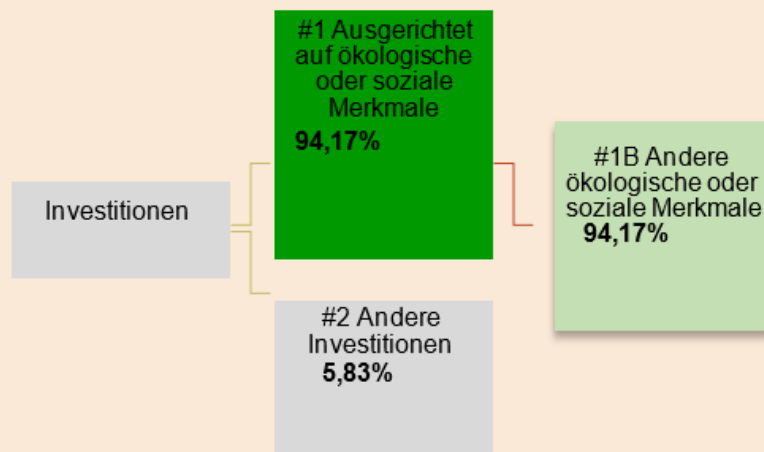 Investitionen
#1 Ausgerichtet
auf ökologische
oder soziale
Merkmale
94,17%
#2 Andere
Investitionen
5,83%
#1B Andere
ökologische oder
soziale Merkmale
94,17%